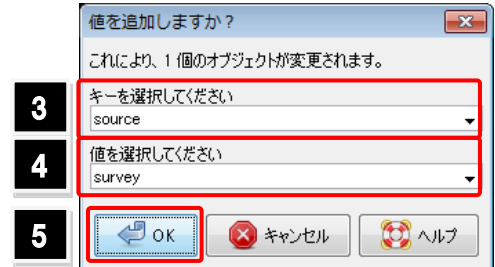 値を追加しますか？
これにより、1 個のオブジェクトが変更されます。
3
キーを選択してください
source
4
値を選択してください
survey
5
OK
キャンセル
ヘルプ